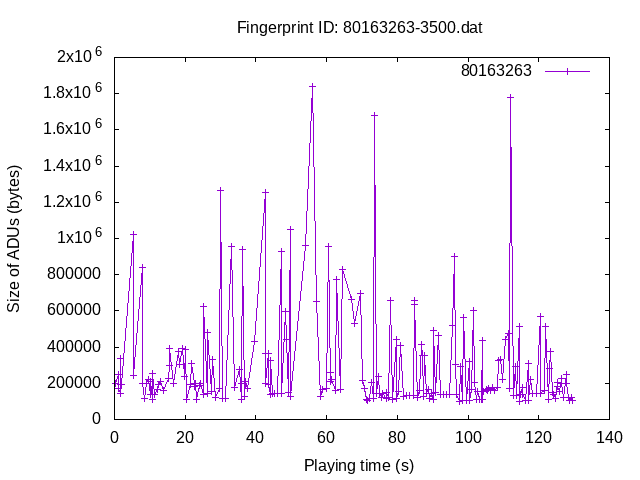 Fingerprint ID: 80163263-3500.dat
80163263
Size of ADUs (bytes)
2x10^6
1.8x10^6
1.6x10^6
1.4x10^6
1.2x10^6
1x10^6
800000
600000
400000
200000
0
0 20 40 60 80 100 120 140
Playing time (s)